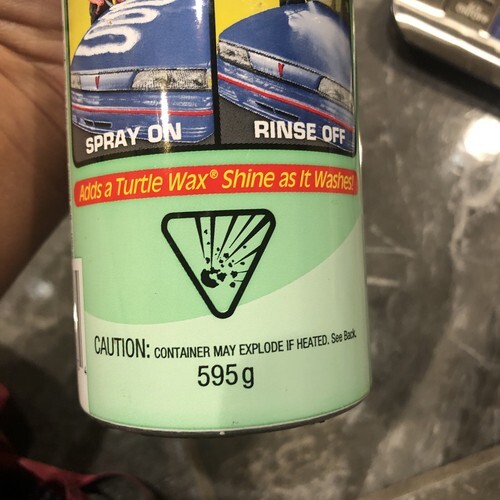 SPRAY ON
RINSE OFF
Adds a Turtle Wax® Shine as It Washes!
CAUTION: CONTAINER MAY EXPLODE IF HEATED. See Back.
595g